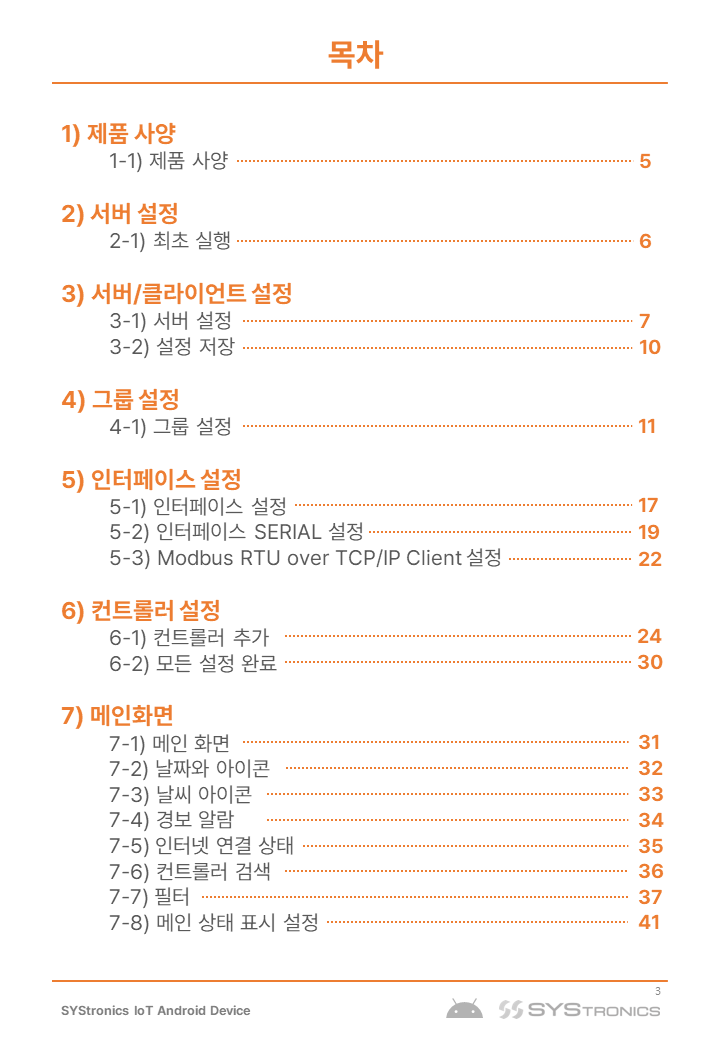 목차
1) 제품 사양
1-1) 제품 사양 5
2) 서버 설정
2-1) 최초 실행 6
3) 서버/클라이언트 설정
3-1) 서버 설정 7
3-2) 설정 저장 10
4) 그룹 설정
4-1) 그룹 설정 11
5) 인터페이스 설정
5-1) 인터페이스 설정 17
5-2) 인터페이스 SERIAL 설정 19
5-3) Modbus RTU over TCP/IP Client 설정 22
6) 컨트롤러 설정
6-1) 컨트롤러 추가 24
6-2) 모든 설정 완료 30
7) 메인화면
7-1) 메인 화면 31
7-2) 날짜와 아이콘 32
7-3) 날씨 아이콘 33
7-4) 경보 알람 34
7-5) 인터넷 연결 상태 35
7-6) 컨트롤러 검색 36
7-7) 필터 37
7-8) 메인 상태 표시 설정 41
3
SYStronics IoT Android Device
SYSTRONICS